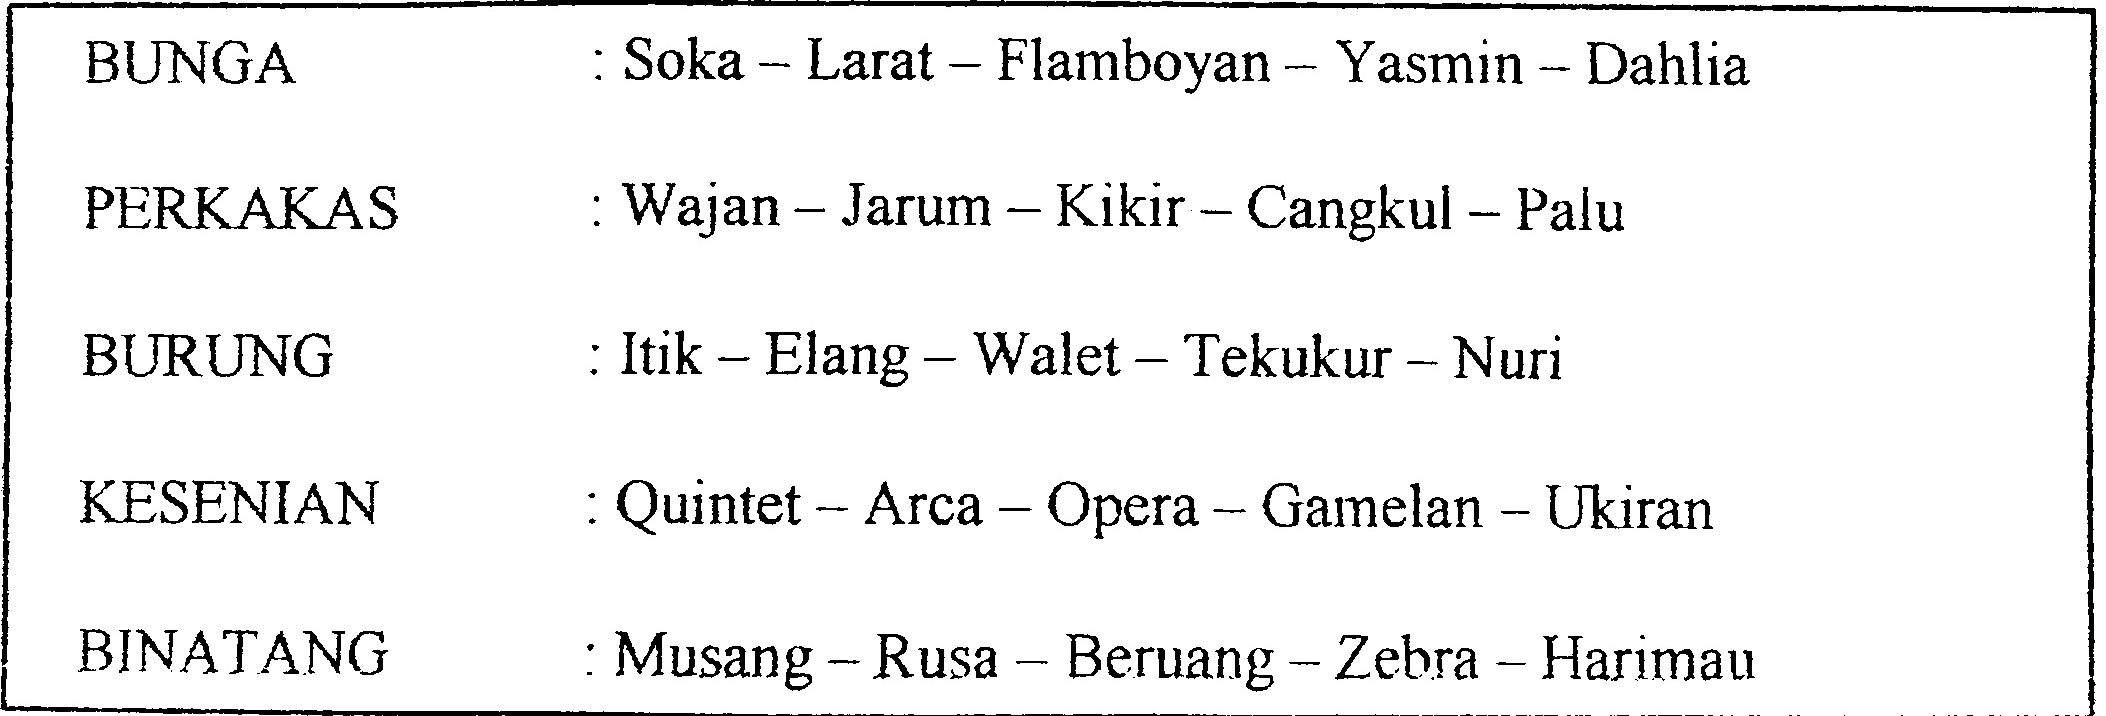 BUNGA : Soka – Larat – Flamboyan – Yasmin – Dahlia
PERKAKAS : Wajan – Jarum – Kikir – Cangkul – Palu
BURUNG : Itik – Elang – Walet – Tekukur – Nuri
KESENIAN : Quintet – Arca – Opera – Gamelan – Ukiran
BINATANG : Musang – Rusa – Beruang – Zebra – Harimau